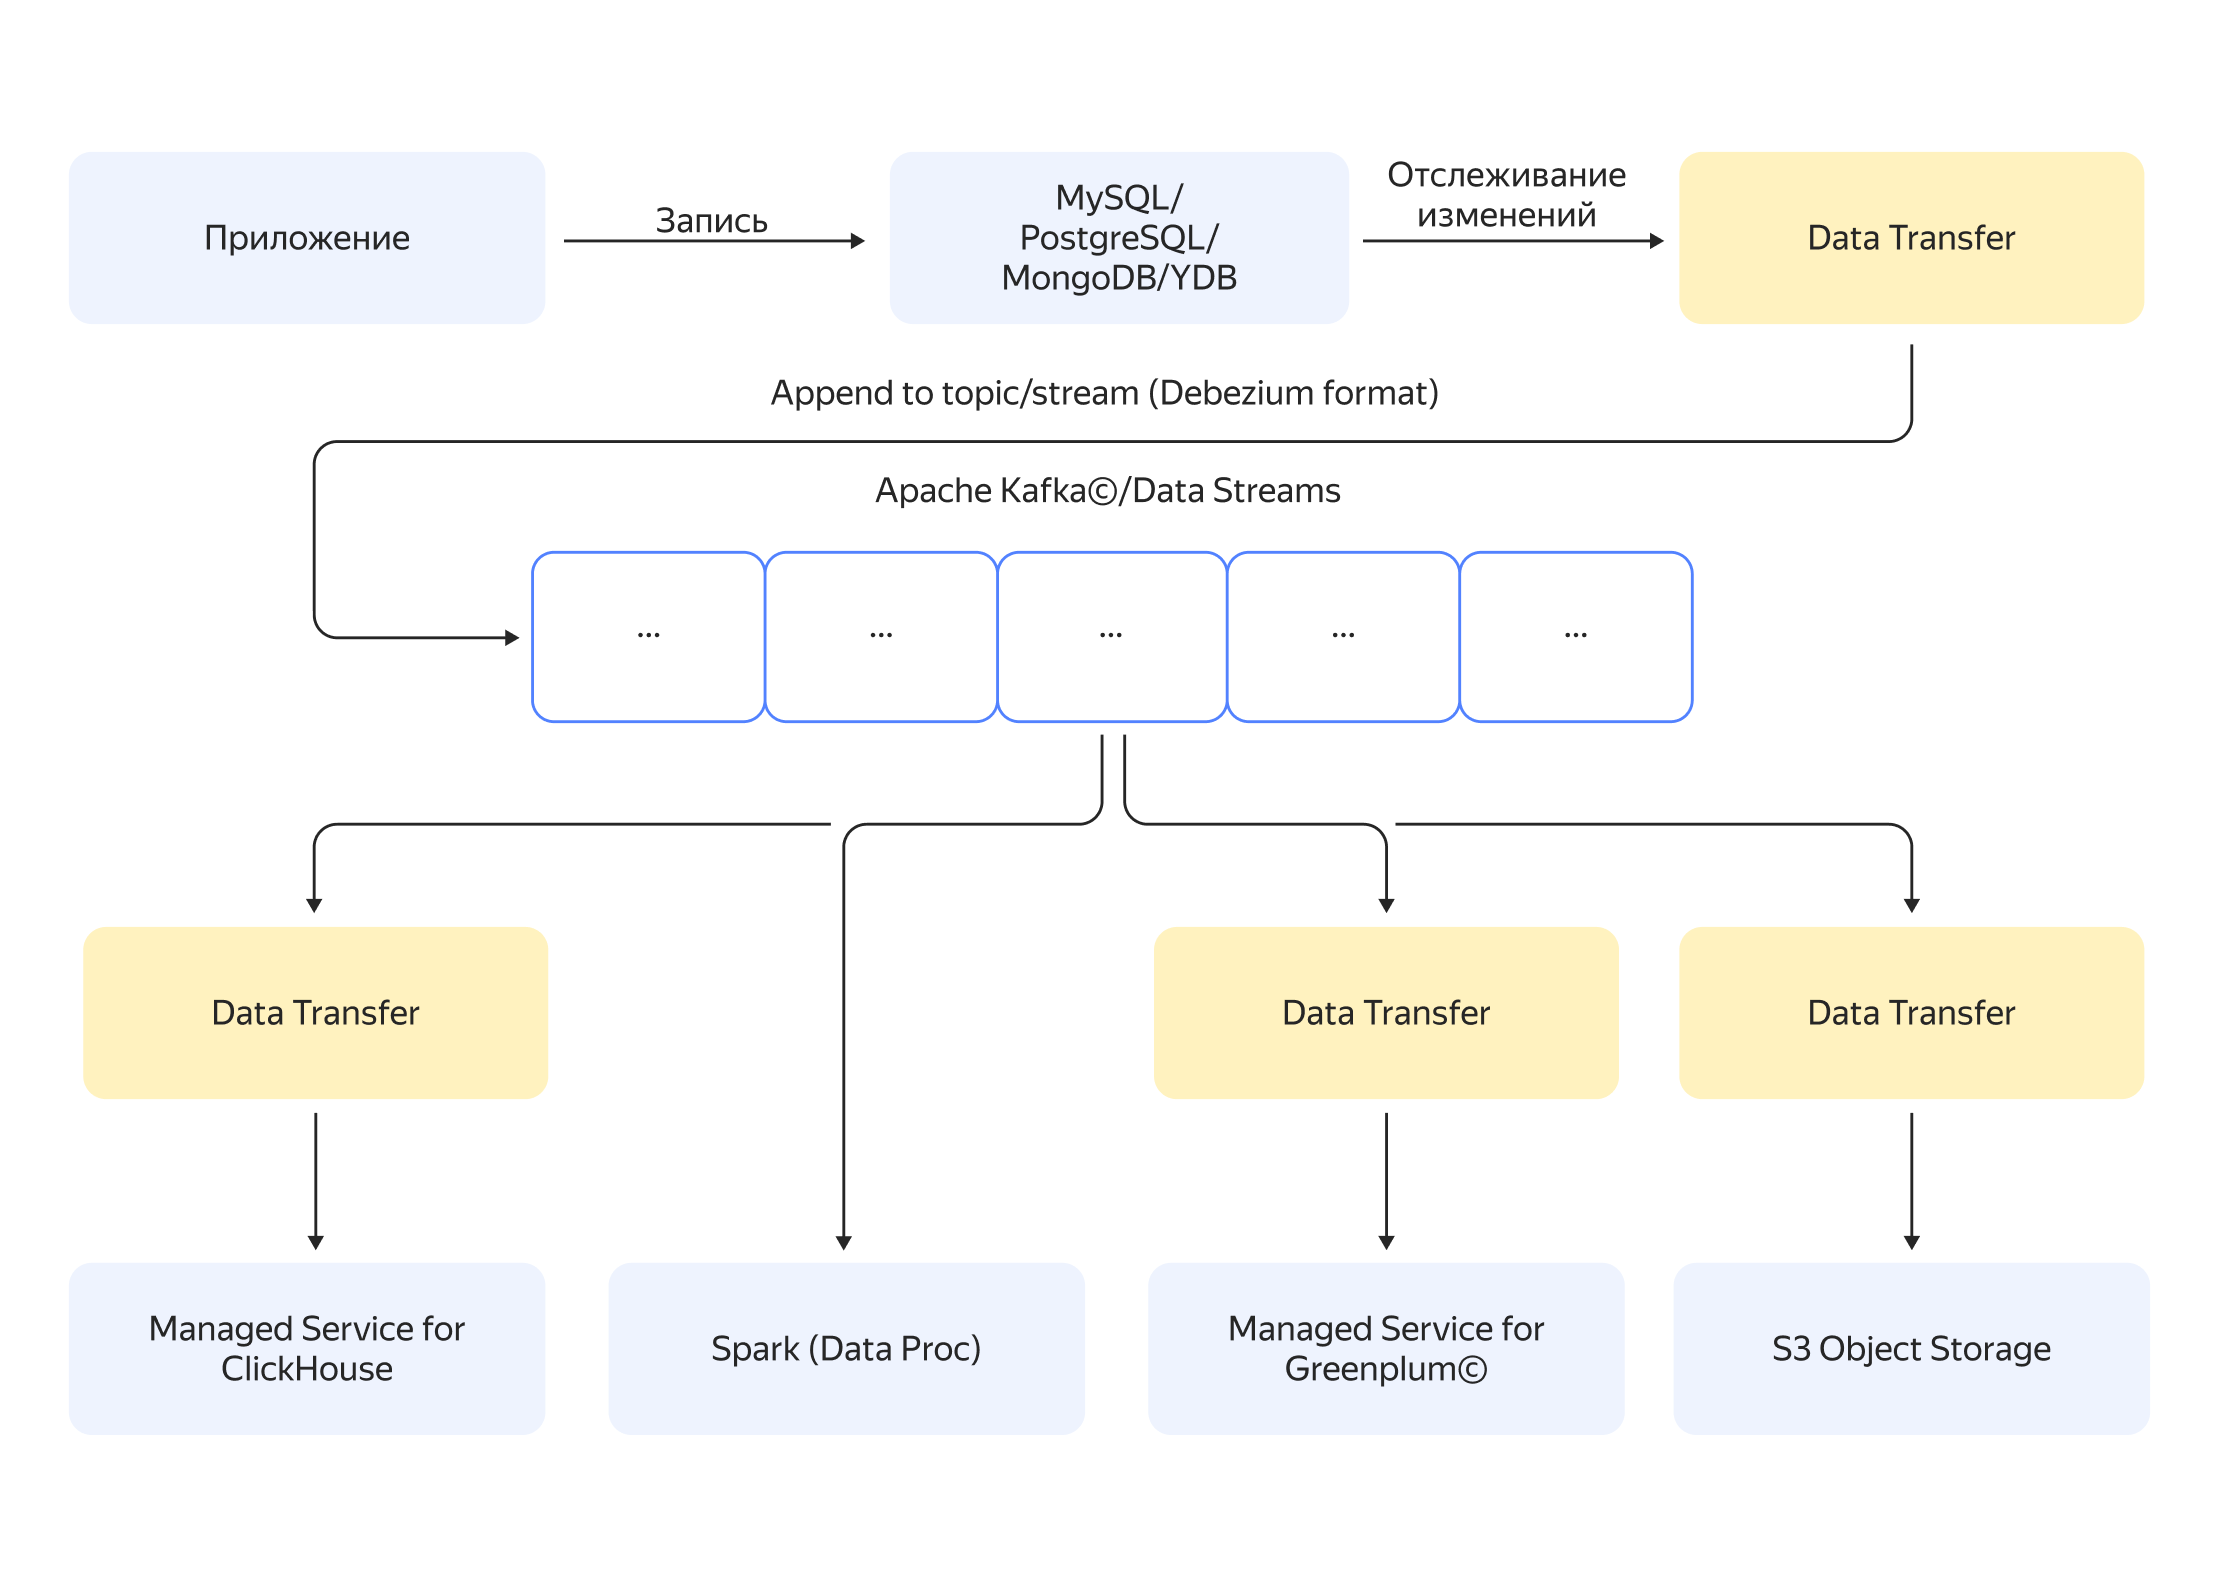 Приложение
Запись
MySQL/
PostgreSQL/
MongoDB/YDB
Отслеживание
изменений
Data Transfer
Append to topic/stream (Debezium format)
Apache Kafka©/Data Streams
...
...
...
...
...
Data Transfer
Data Transfer
Data Transfer
Managed Service for
ClickHouse
Spark (Data Proc)
Managed Service for
Greenplum©
S3 Object Storage